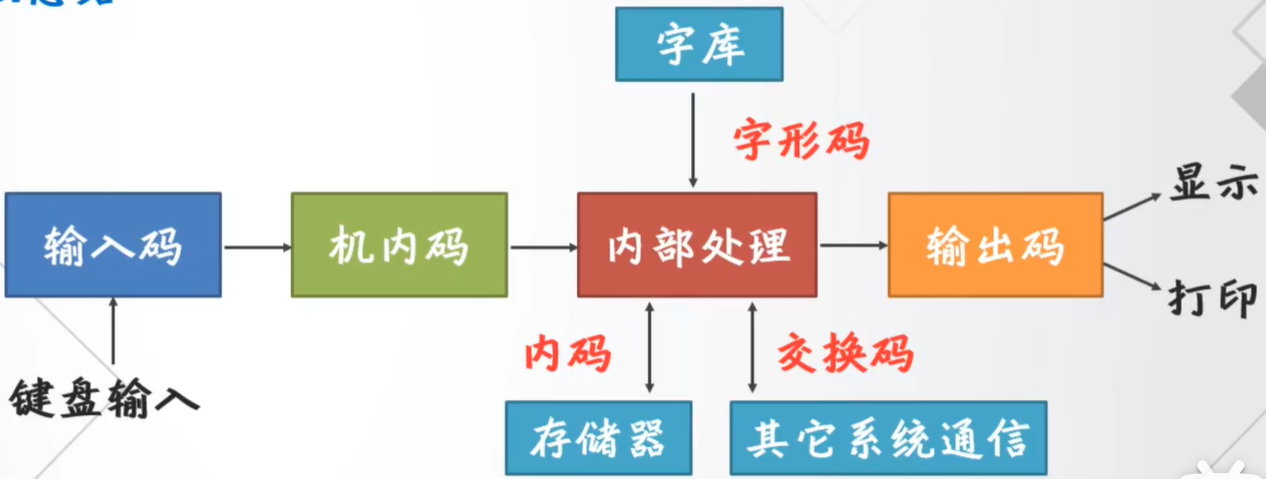 字库
字形码
显示
输入码
机内码
内部处理
输出码
打印
内码
交换码
键盘输入
存储器
其它系统通信